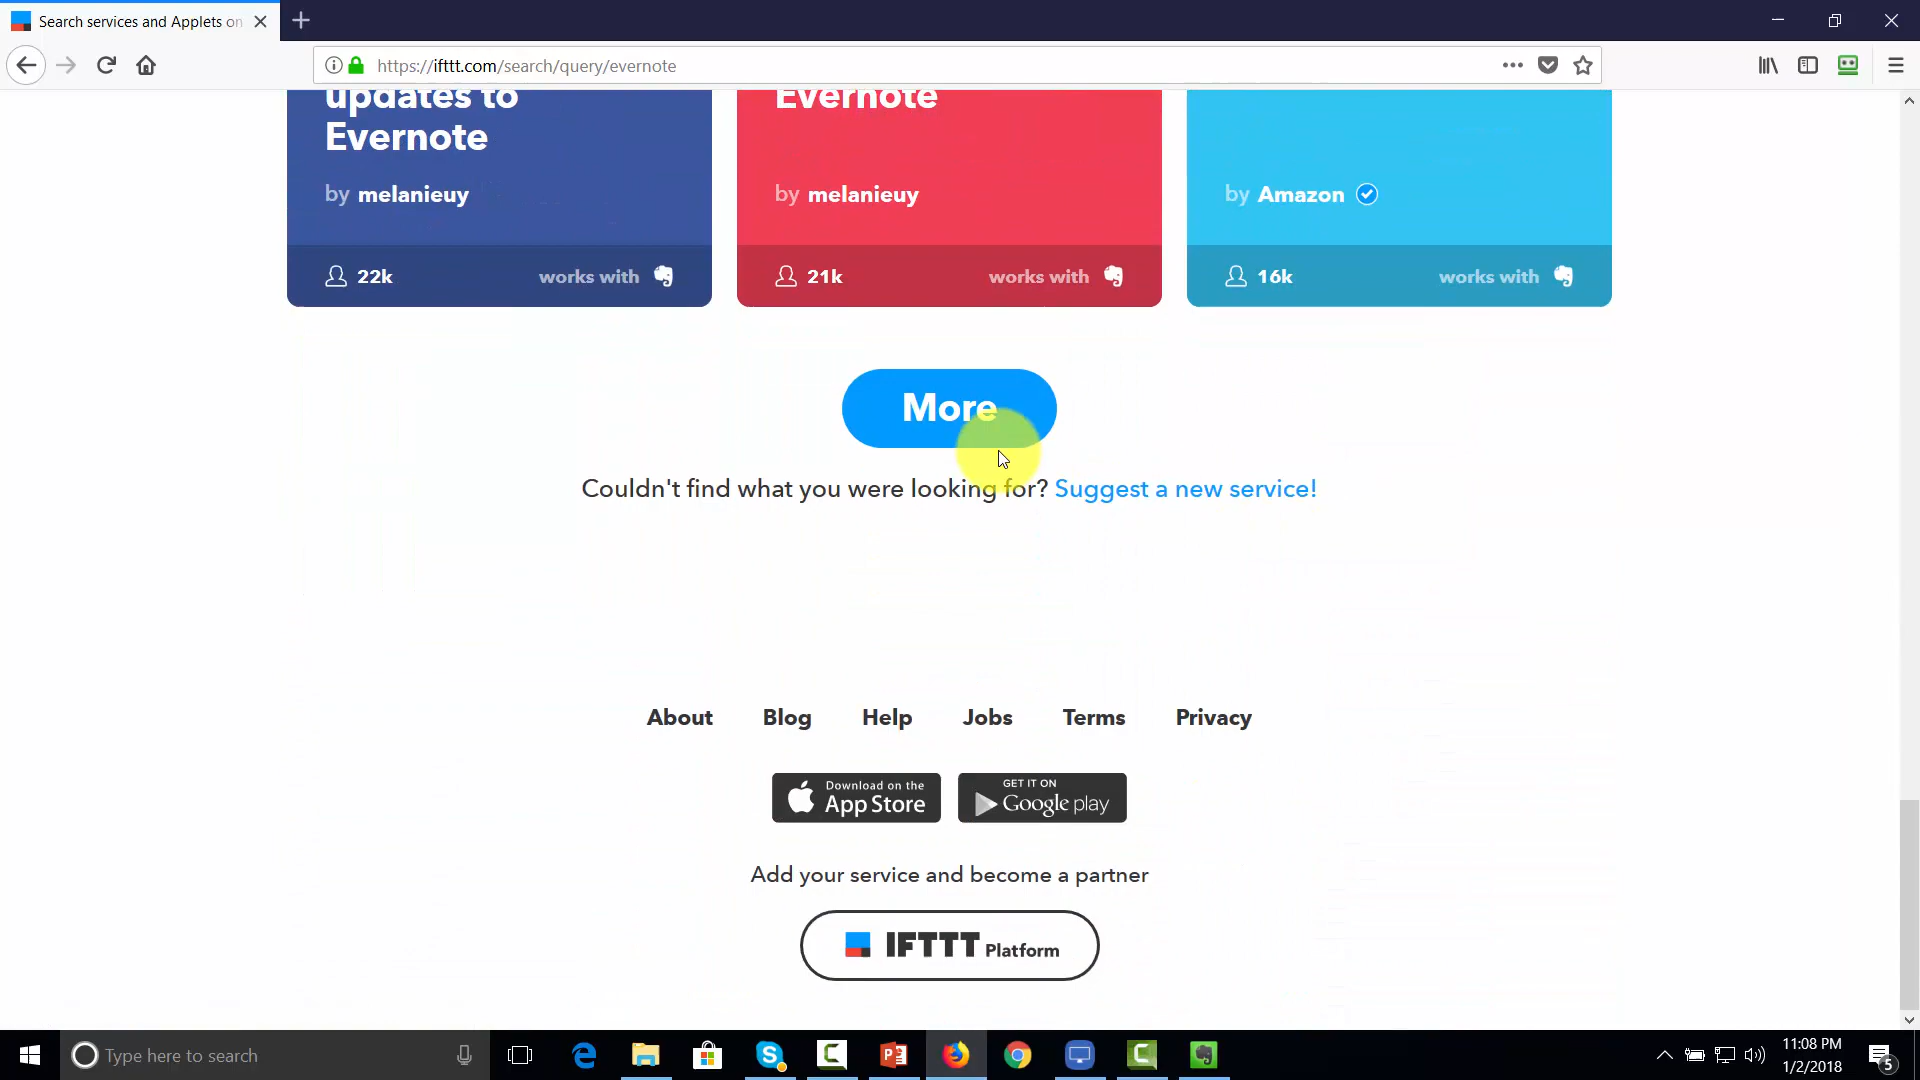 Search services and Applets on
https://ifttt.com/search/query/evernote
updates to
Evernote
by melanieuy
22k works with
Evernote
by melanieuy
21k works with
by Amazon
16k works with
More
Couldn't find what you were looking for? Suggest a new service!
About Blog Help Jobs Terms Privacy
Download on the
App Store
GET IT ON
Google play
Add your service and become a partner
IFTTT Platform
Type here to search
11:08 PM
1/2/2018
5